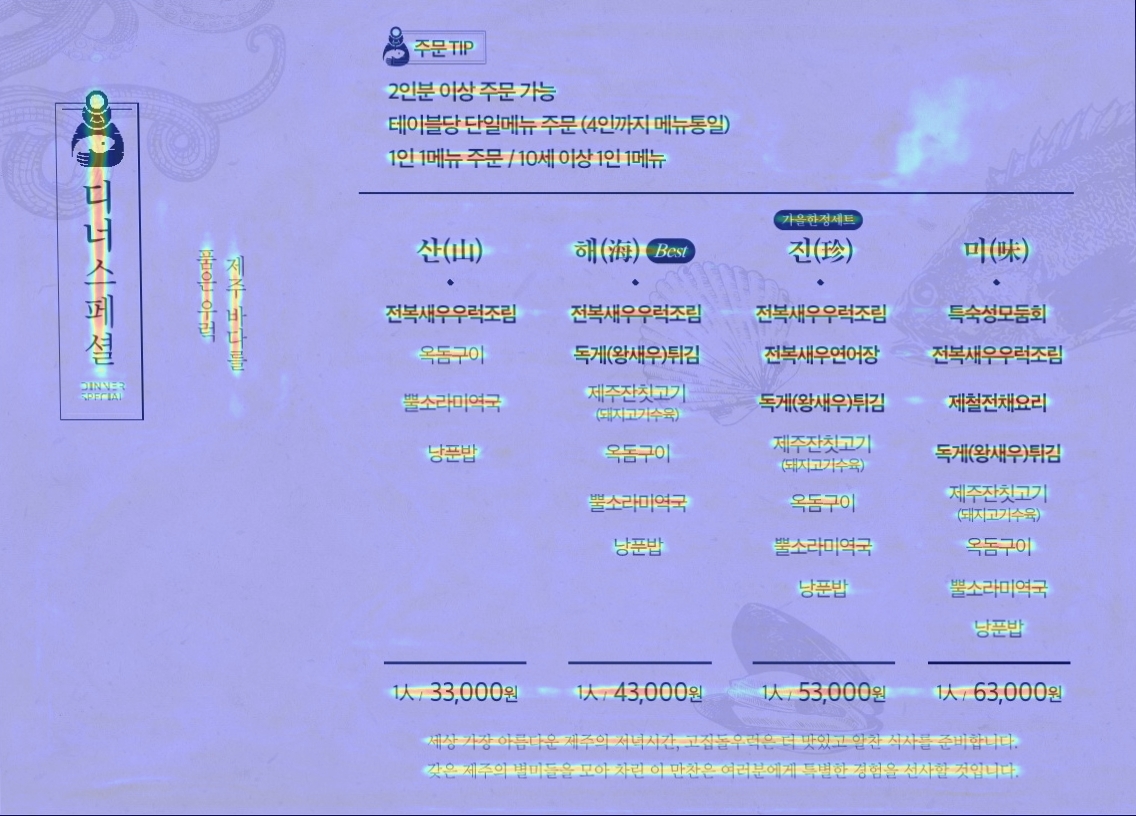 디너스페셜
DINNER
SPECIAL
제주 바다를
품은 우럭
주문 TIP
2인분 이상 주문 가능
테이블당 단일메뉴 주문 (4인까지 메뉴통일)
1인 1메뉴 주문 / 10세 이상 1인 1메뉴
산(山)
전복새우우럭조림
옥돔구이
뿔소라미역국
낭푼밥
1人 / 33,000원
해(海) Best
전복새우우럭조림
독게(왕새우)튀김
제주잔칫고기
(돼지고기수육)
옥돔구이
뿔소라미역국
낭푼밥
1人 / 43,000원
가을한정세트
진(珍)
전복새우우럭조림
전복새우연어장
독게(왕새우)튀김
제주잔칫고기
(돼지고기수육)
옥돔구이
뿔소라미역국
낭푼밥
1人 / 53,000원
미(味)
특숙성모둠회
전복새우우럭조림
제철전채요리
독게(왕새우)튀김
제주잔칫고기
(돼지고기수육)
옥돔구이
뿔소라미역국
낭푼밥
1人 / 63,000원
세상 가장 아름다운 제주의 저녁시간, 고집돌우럭은 더 맛있고 알찬 식사를 준비합니다.
갖은 제주의 별미들을 모아 차린 이 만찬은 여러분에게 특별한 경험을 선사할 것입니다.